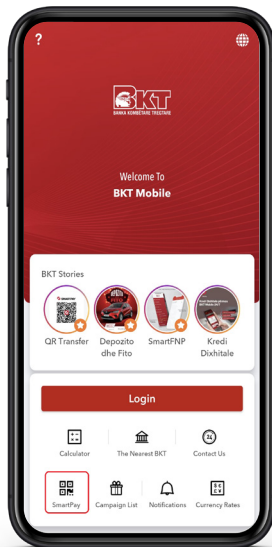 ?
BKT
BANKA KOMBËTARE TREGTARE
Welcome To
BKT Mobile
BKT Stories
QR Transfer
Depozito dhe Fito
SmartFNP
Kredi Dixhitale
Login
Calculator
The Nearest BKT
24
Contact Us
SmartPay
Campaign List
Notifications
Currency Rates